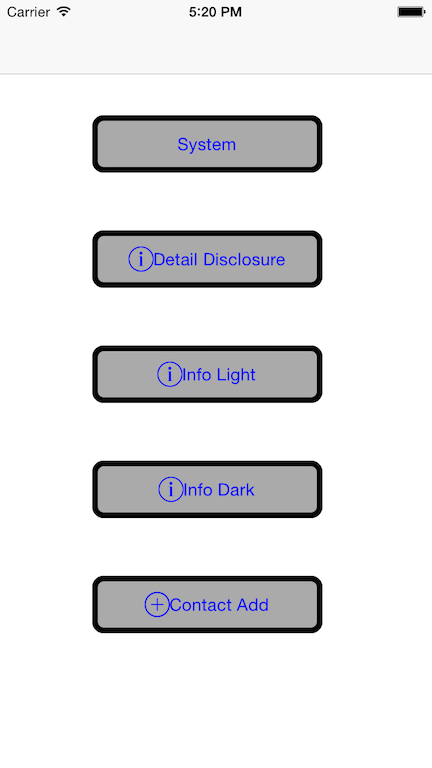 Carrier 5:20 PM
System
Detail Disclosure
Info Light
Info Dark
Contact Add